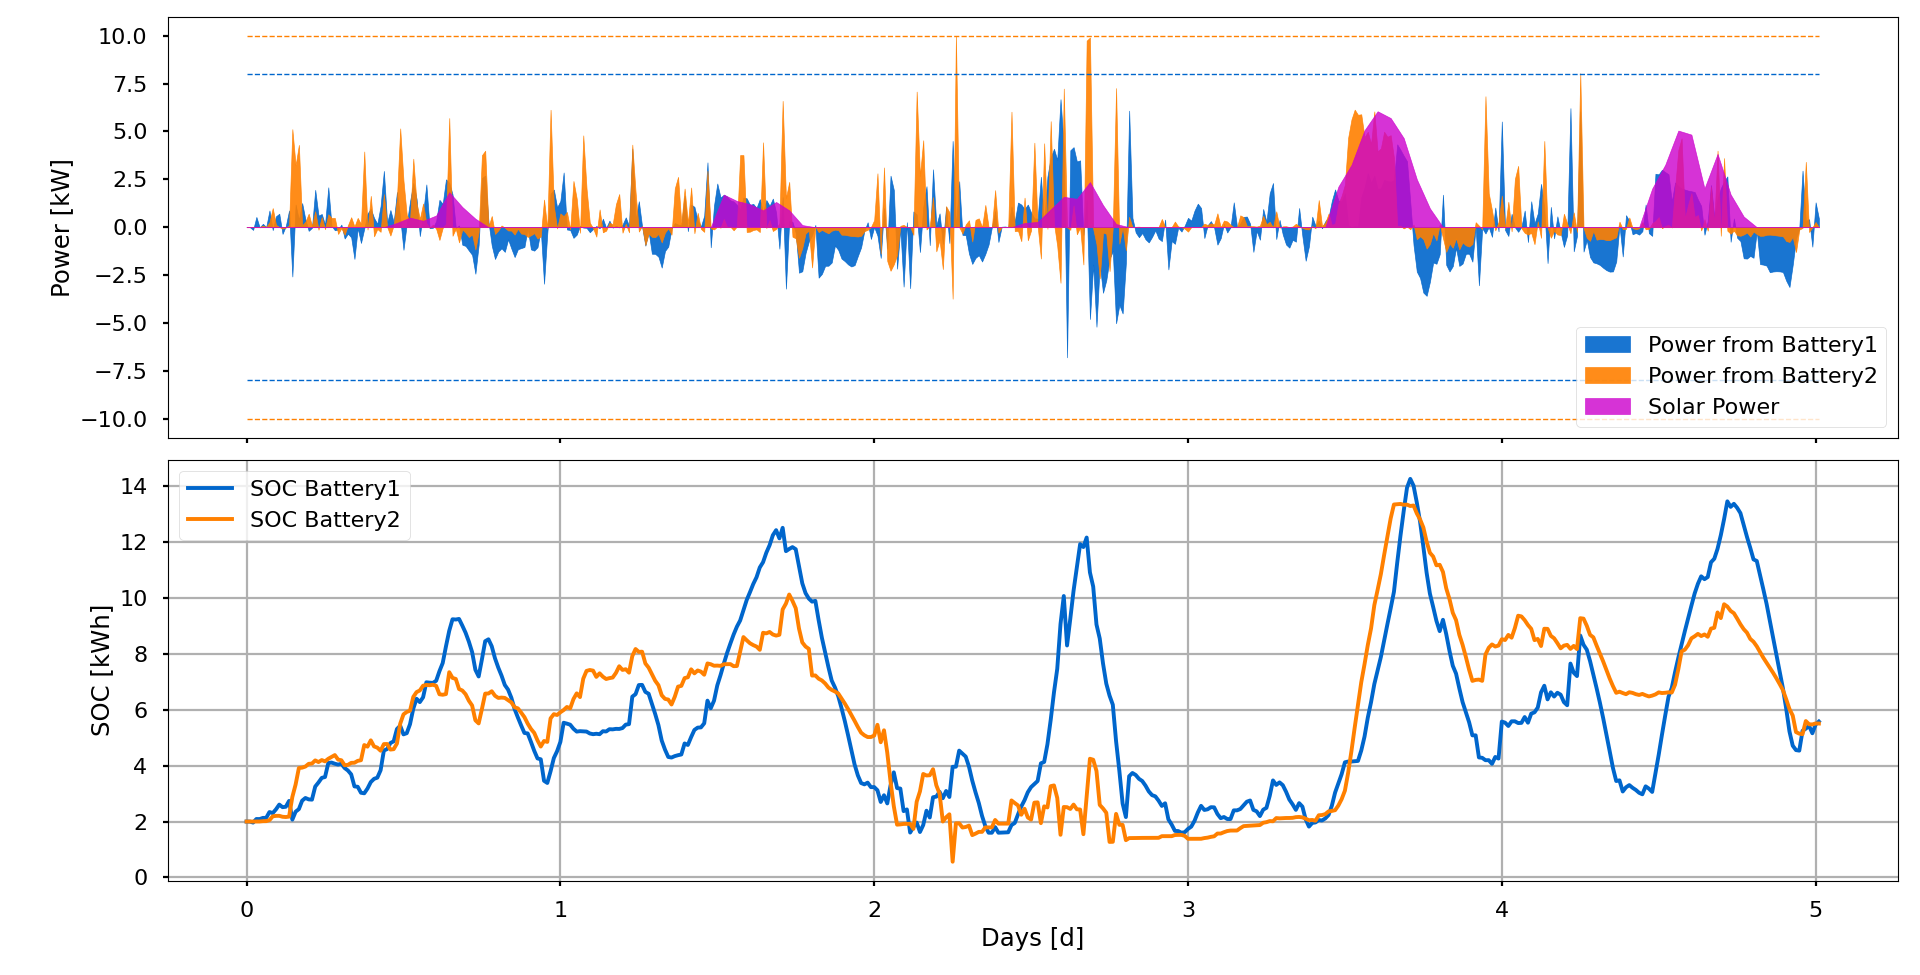 10.0
7.5
5.0
2.5
0.0
−2.5
−5.0
−7.5
−10.0
Power [kW]
Power from Battery1
Power from Battery2
Solar Power
14
12
10
8
6
4
2
0
SOC [kWh]
SOC Battery1
SOC Battery2
0 1 2 3 4 5
Days [d]